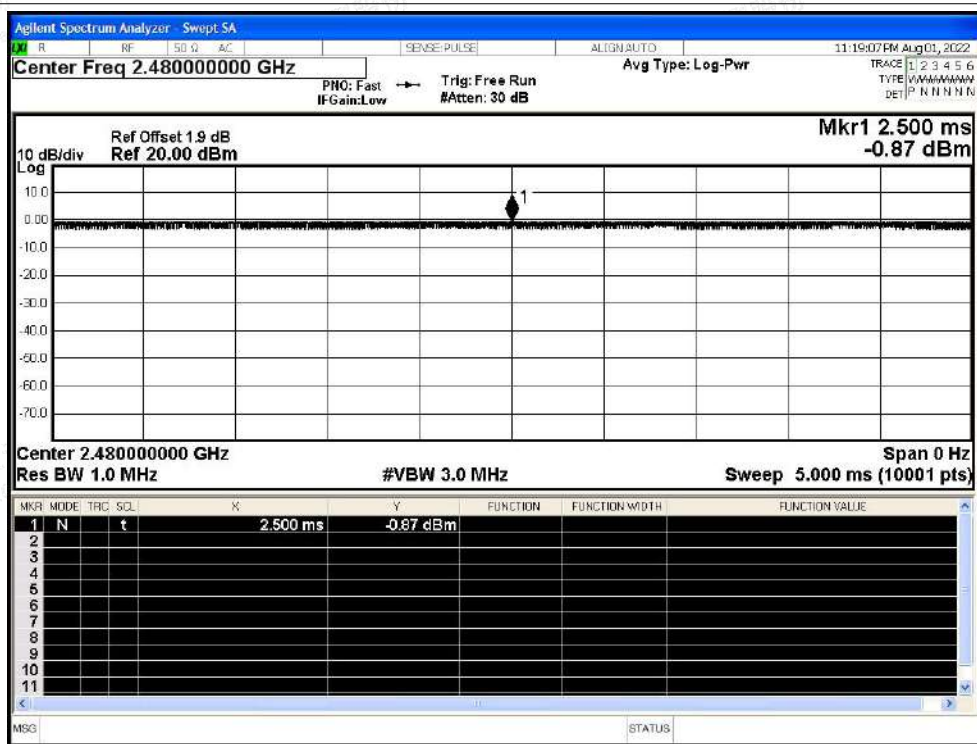 Agilent Spectrum Analyzer - Swept SA
LXI R RF 50 Ω AC SENSE:PULSE ALIGNAUTO 11:19:07 PM Aug 01, 2022
Center Freq 2.480000000 GHz Avg Type: Log-Pwr TRACE 1 2 3 4 5 6
PNO: Fast Trig: Free Run TYPE
IFGain:Low #Atten: 30 dB DET P N N N N N
Mkr1 2.500 ms
Ref Offset 1.9 dB
10 dB/div Ref 20.00 dBm -0.87 dBm
Log
10.0
1
0.00
-10.0
-20.0
-30.0
-40.0
-50.0
-60.0
-70.0
Center 2.480000000 GHz Span 0 Hz
Res BW 1.0 MHz #VBW 3.0 MHz Sweep 5.000 ms (10001 pts)
MKR MODE TRC SCL X Y FUNCTION FUNCTION WIDTH FUNCTION VALUE
1 N t 2.500 ms -0.87 dBm
2
3
4
5
6
7
8
9
10
11
MSG STATUS